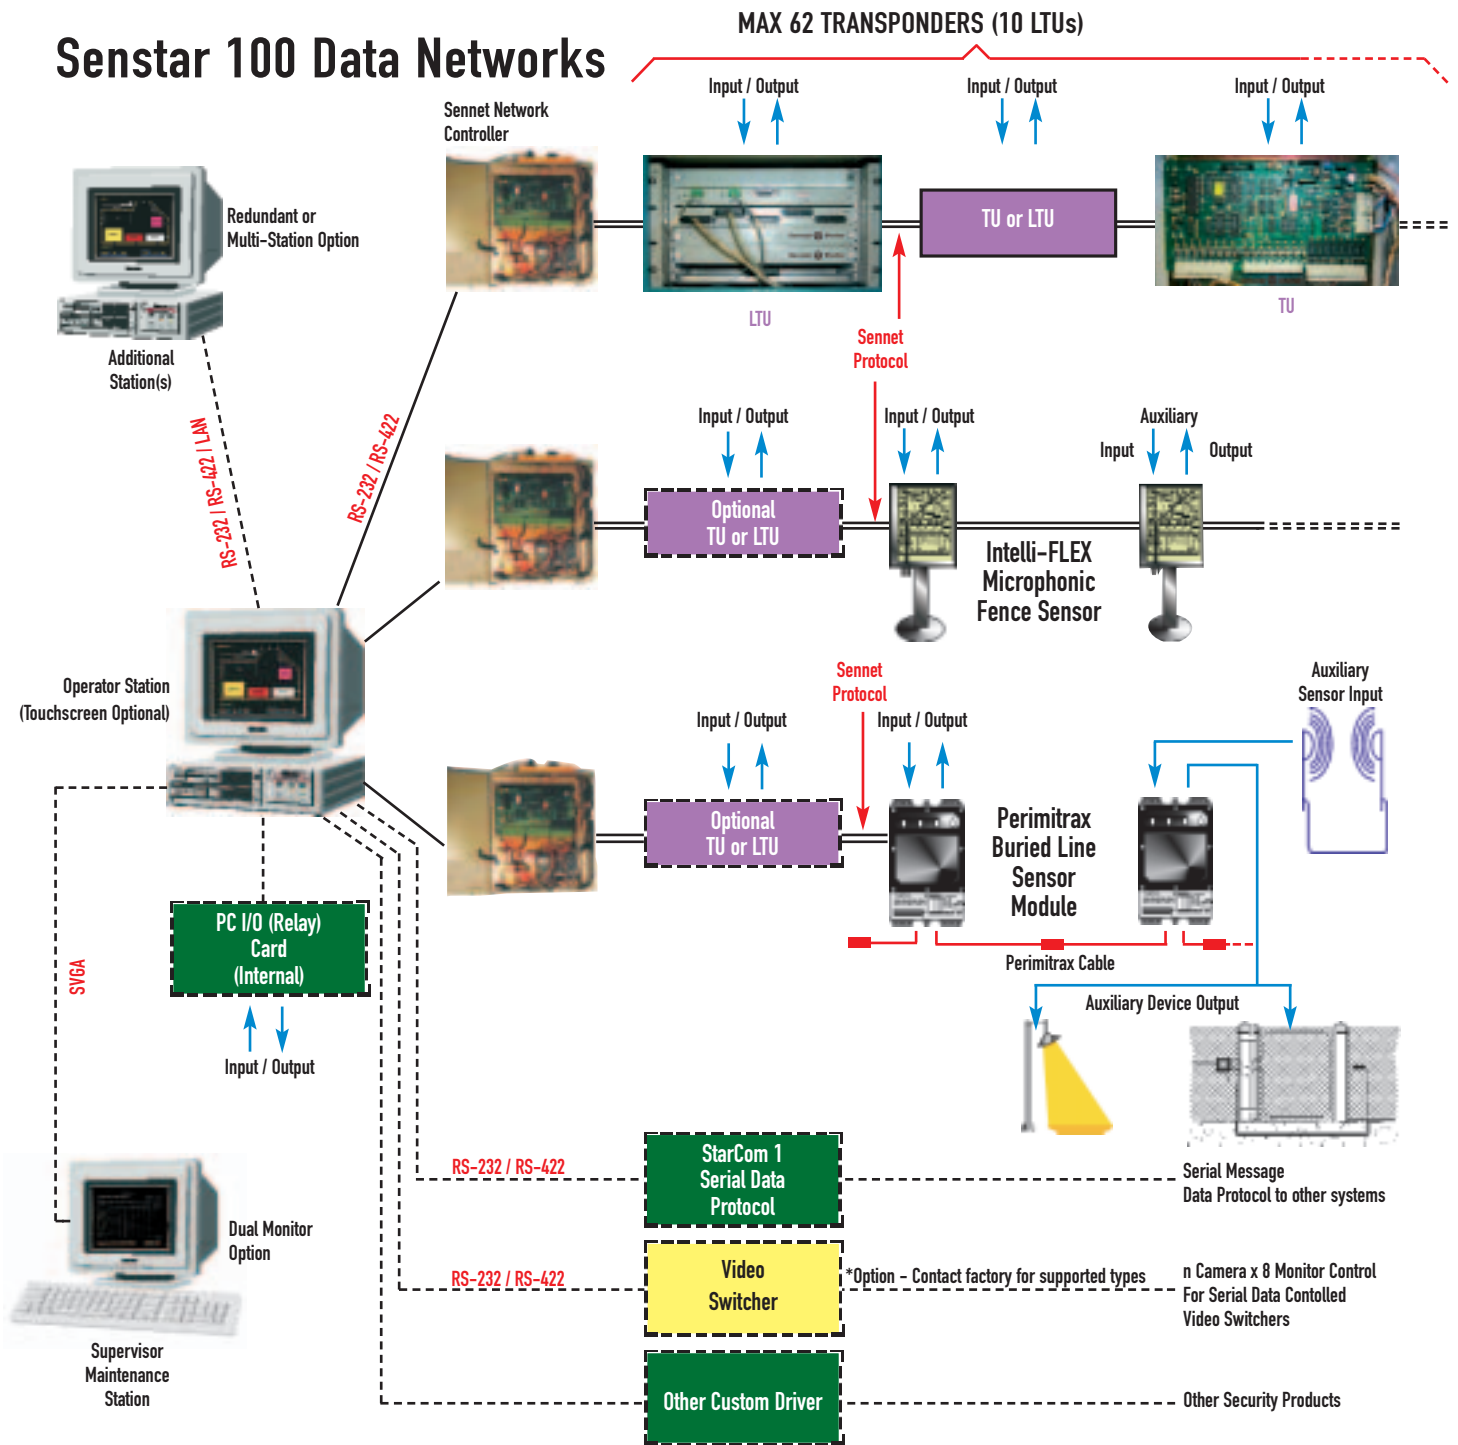 MAX 62 TRANSPONDERS (10 LTUs)
Senstar 100 Data Networks
Input / Output
Input / Output
Input / Output
Sennet Network
Controller
Redundant or
Multi-Station Option
TU or LTU
LTU
TU
Additional
Station(s)
Sennet
Protocol
RS-232 / RS-422 / LAN
RS-232 / RS-422
Input / Output
Input / Output
Auxiliary
Input
Output
Optional
TU or LTU
Intelli-FLEX
Microphonic
Fence Sensor
Operator Station
(Touchscreen Optional)
Sennet
Protocol
Auxiliary
Sensor Input
Input / Output
Input / Output
Optional
TU or LTU
Perimitrax
Buried Line
Sensor
Module
PC I/O (Relay)
Card
(Internal)
SVGA
Perimitrax Cable
Auxiliary Device Output
Input / Output
RS-232 / RS-422
StarCom 1
Serial Data
Protocol
Serial Message
Data Protocol to other systems
Dual Monitor
Option
RS-232 / RS-422
Video
Switcher
*Option - Contact factory for supported types
n Camera x 8 Monitor Control
For Serial Data Contolled
Video Switchers
Supervisor
Maintenance
Station
Other Custom Driver
Other Security Products